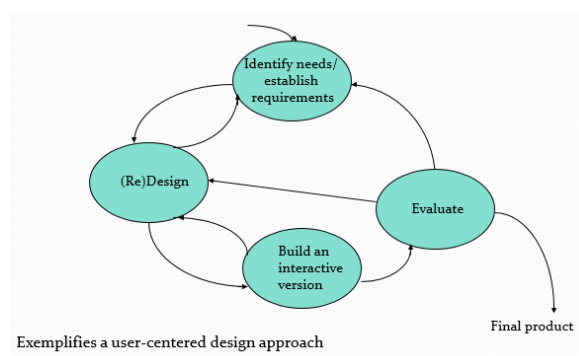 Identify needs/
establish
requirements
(Re)Design
Evaluate
Build an
interactive
version
Final product
Exemplifies a user-centered design approach